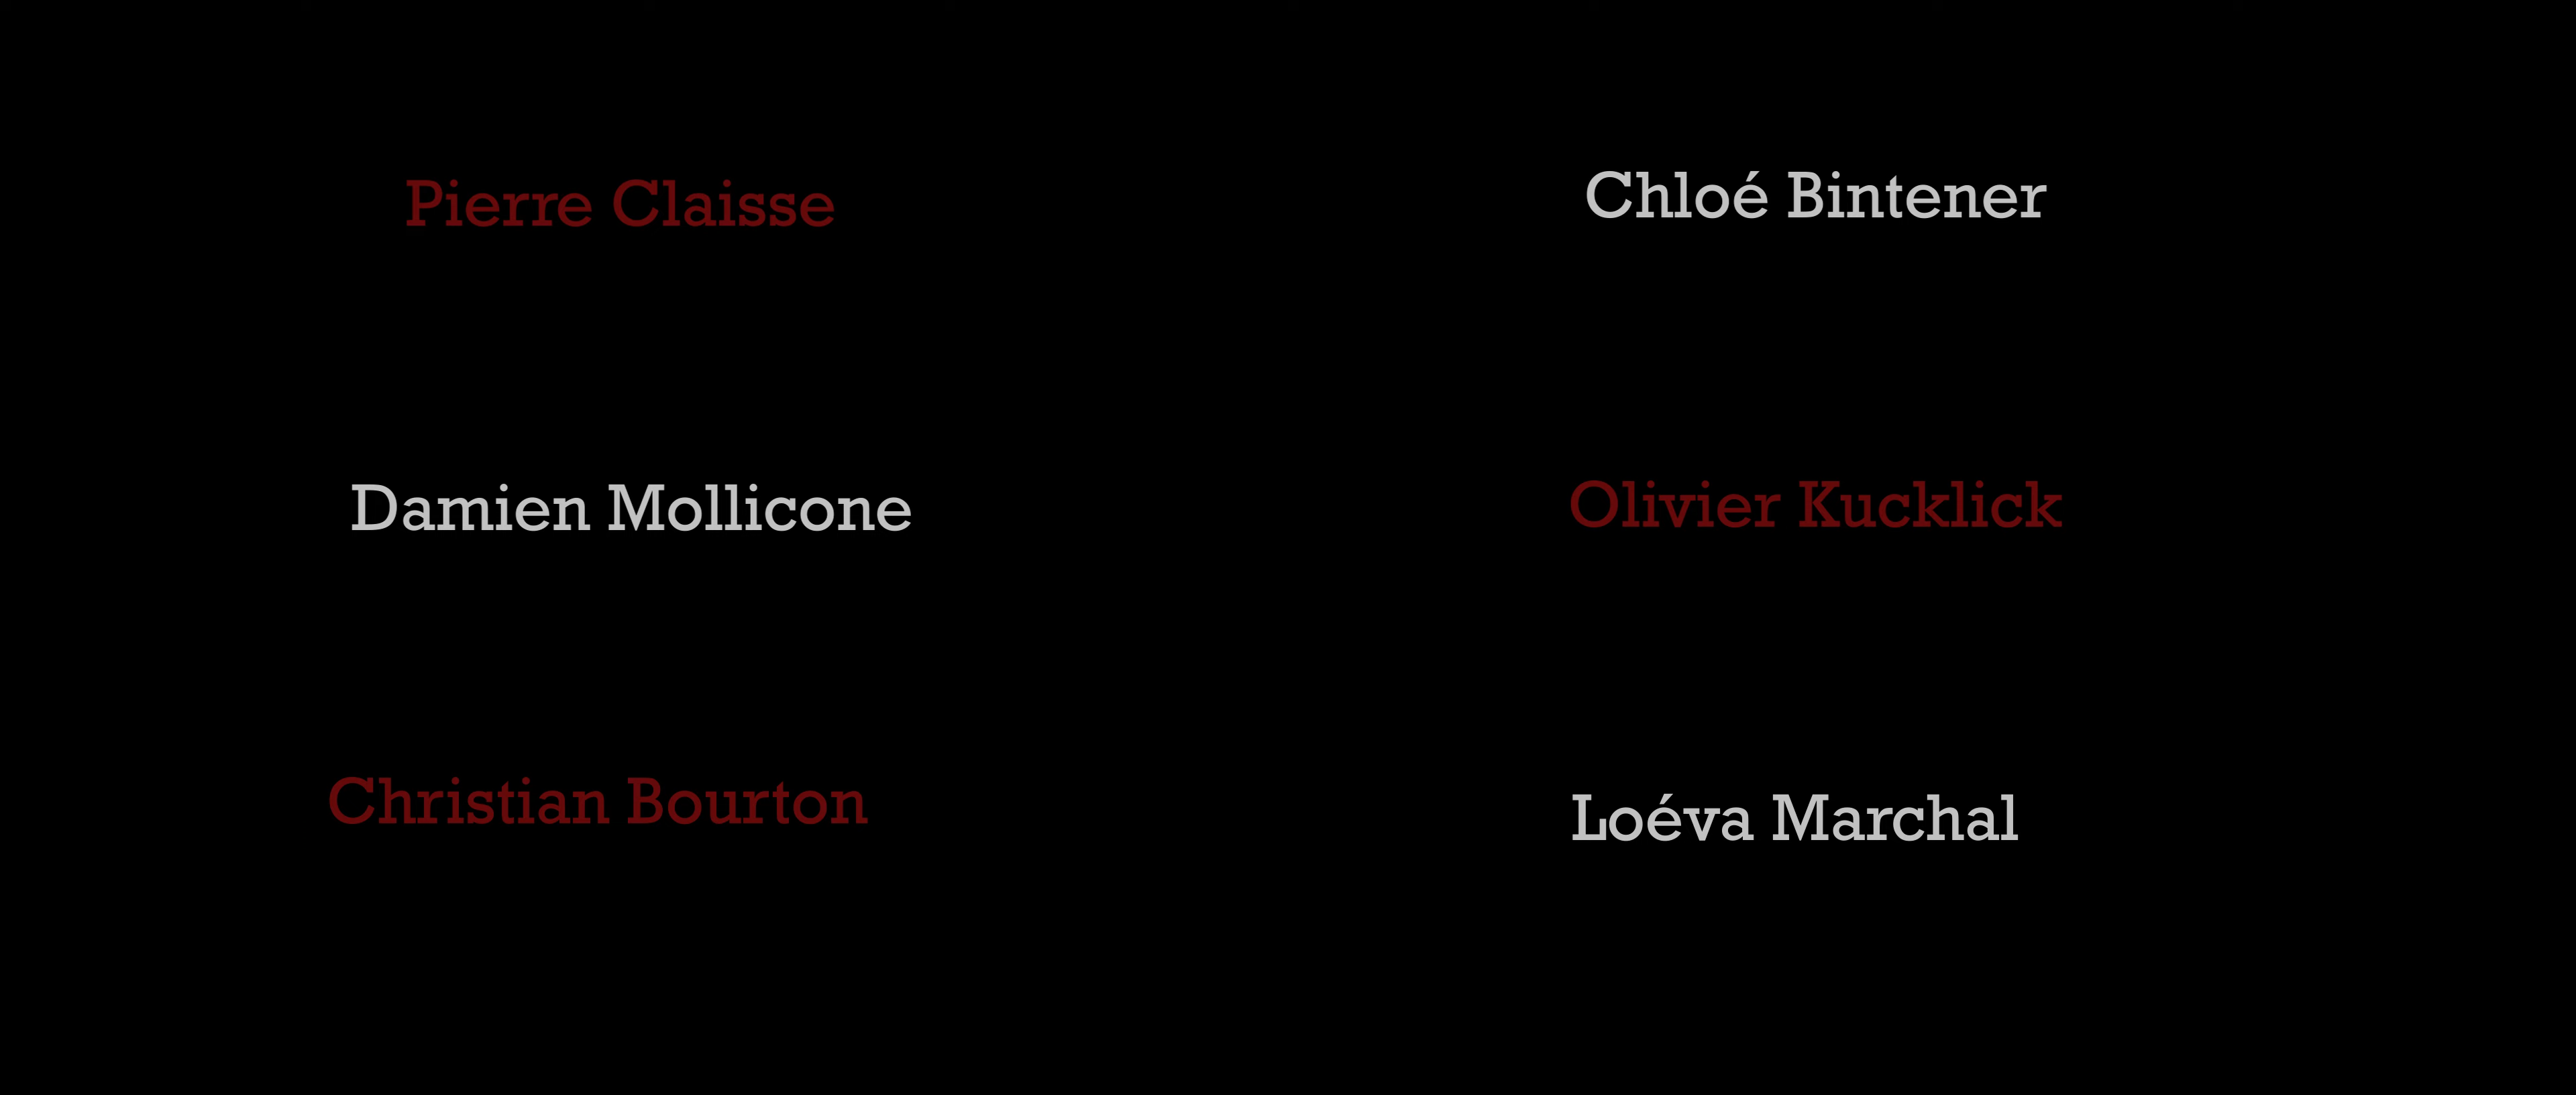 Pierre Claisse
Chloé Bintener
Damien Mollicone
Olivier Kucklick
Christian Bourton
Loéva Marchal